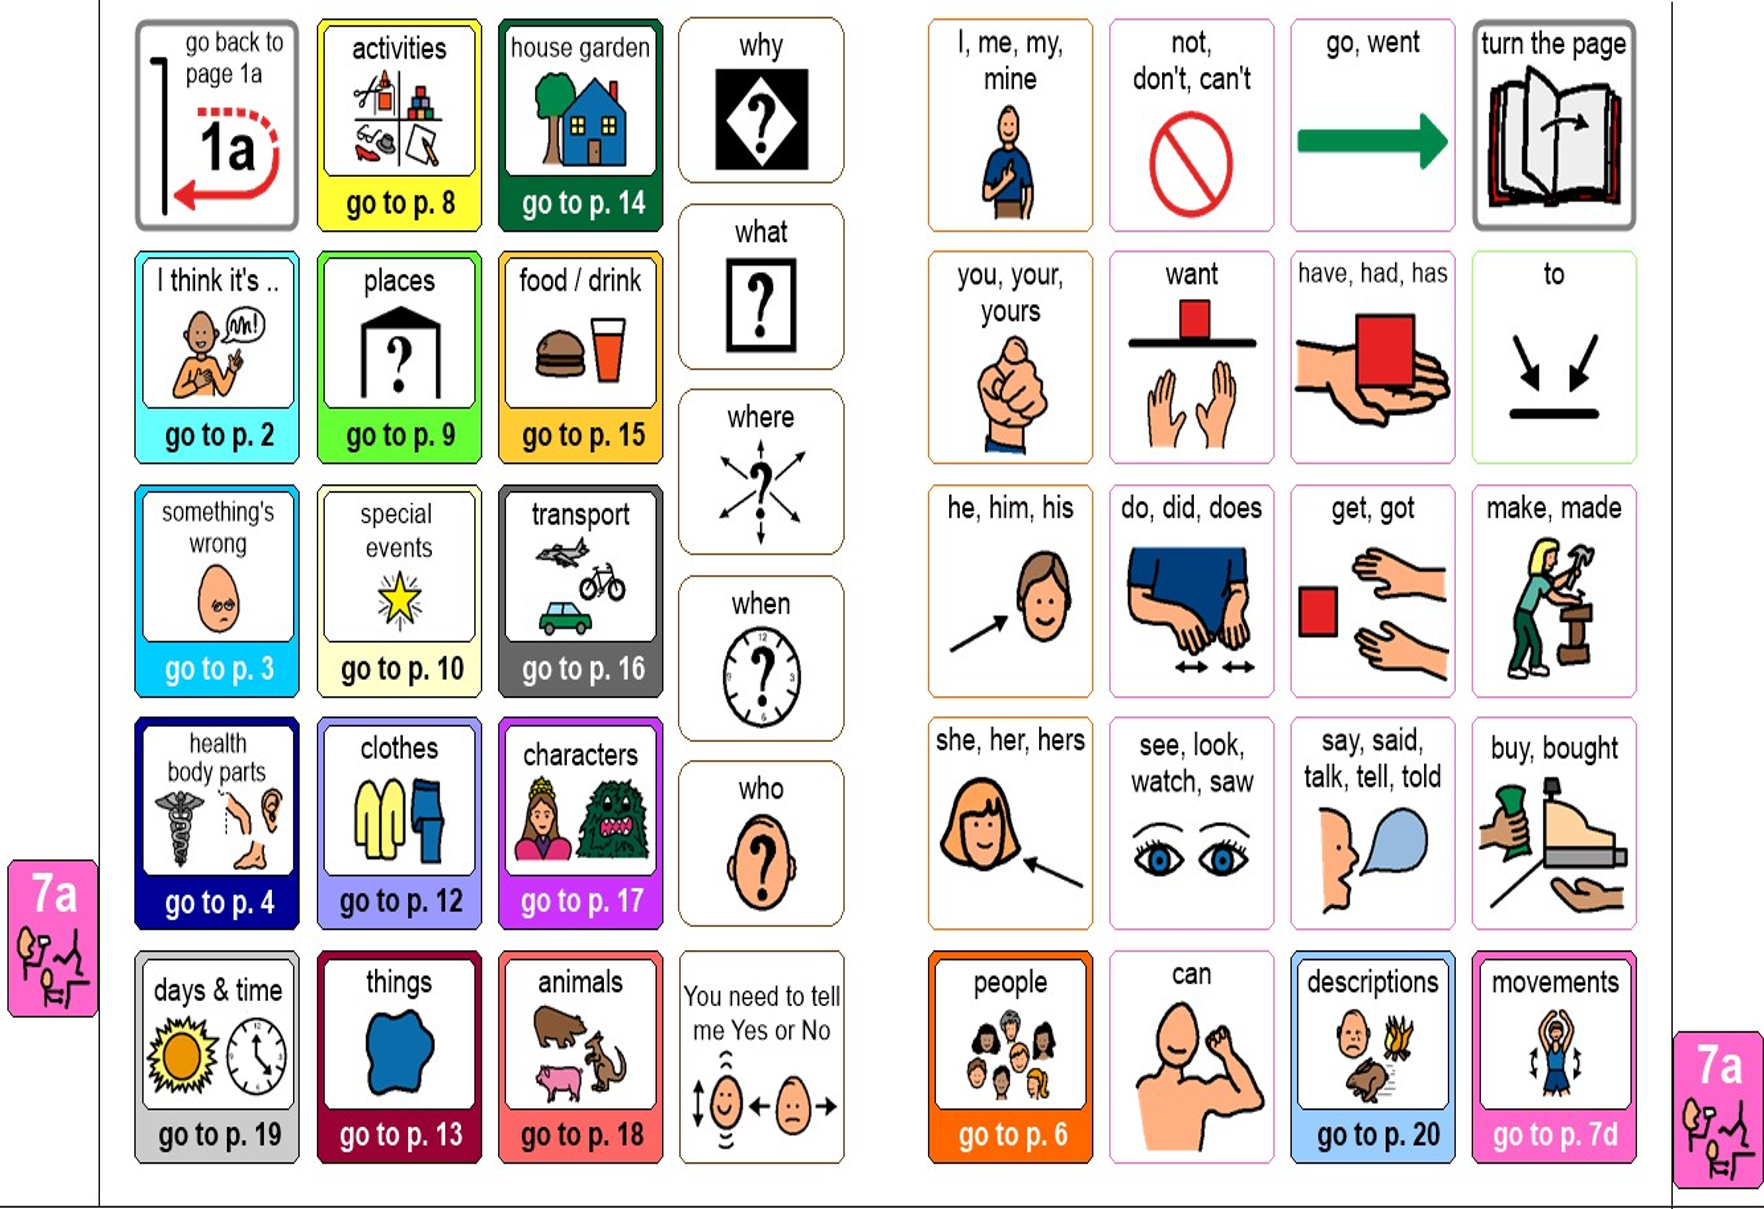 go back to
page 1a
1a
activities
go to p. 8
house garden
go to p. 14
why
?
what
?
I think it's ..
go to p. 2
places
?
go to p. 9
food / drink
go to p. 15
where
?
something's
wrong
go to p. 3
special
events
go to p. 10
transport
go to p. 16
when
12
9
?
3
6
health
body parts
go to p. 4
clothes
go to p. 12
characters
go to p. 17
who
?
days & time
go to p. 19
things
go to p. 13
animals
go to p. 18
You need to tell
me Yes or No
7a
I, me, my,
mine
not,
don't, can't
go, went
turn the page
you, your,
yours
want
have, had, has
to
he, him, his
do, did, does
get, got
make, made
she, her, hers
see, look,
watch, saw
say, said,
talk, tell, told
buy, bought
people
go to p. 6
can
descriptions
go to p. 20
movements
go to p. 7d
7a